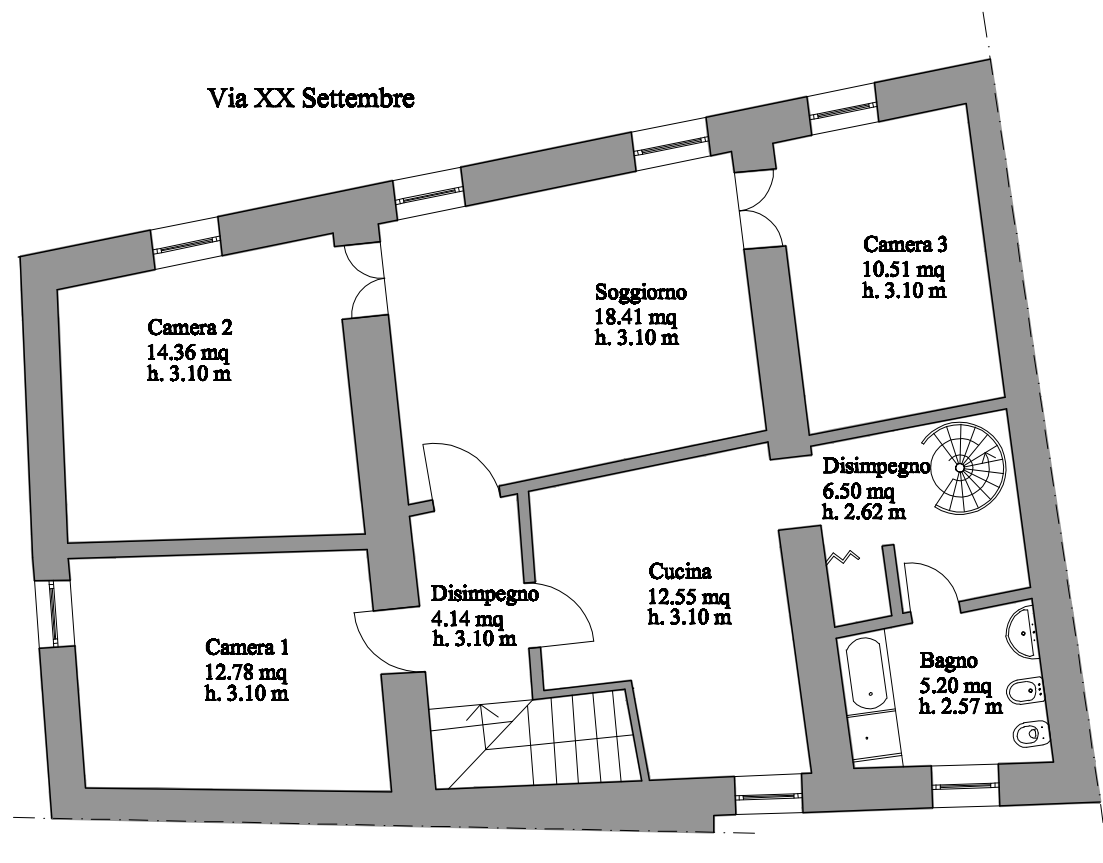 Via XX Settembre
Camera 3
10.51 mq
h. 3.10 m
Soggiorno
18.41 mq
h. 3.10 m
Camera 2
14.36 mq
h. 3.10 m
Disimpegno
6.50 mq
h. 2.62 m
Cucina
12.55 mq
h. 3.10 m
Disimpegno
4.14 mq
h. 3.10 m
Camera 1
12.78 mq
h. 3.10 m
Bagno
5.20 mq
h. 2.57 m